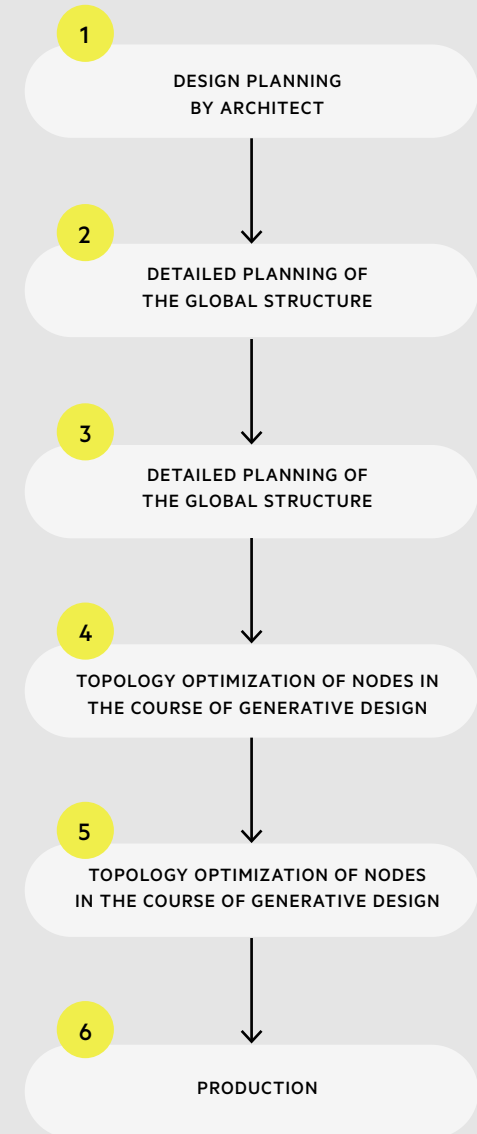 1
DESIGN PLANNING
BY ARCHITECT
2
DETAILED PLANNING OF
THE GLOBAL STRUCTURE
3
DETAILED PLANNING OF
THE GLOBAL STRUCTURE
4
TOPOLOGY OPTIMIZATION OF NODES IN
THE COURSE OF GENERATIVE DESIGN
5
TOPOLOGY OPTIMIZATION OF NODES
IN THE COURSE OF GENERATIVE DESIGN
6
PRODUCTION